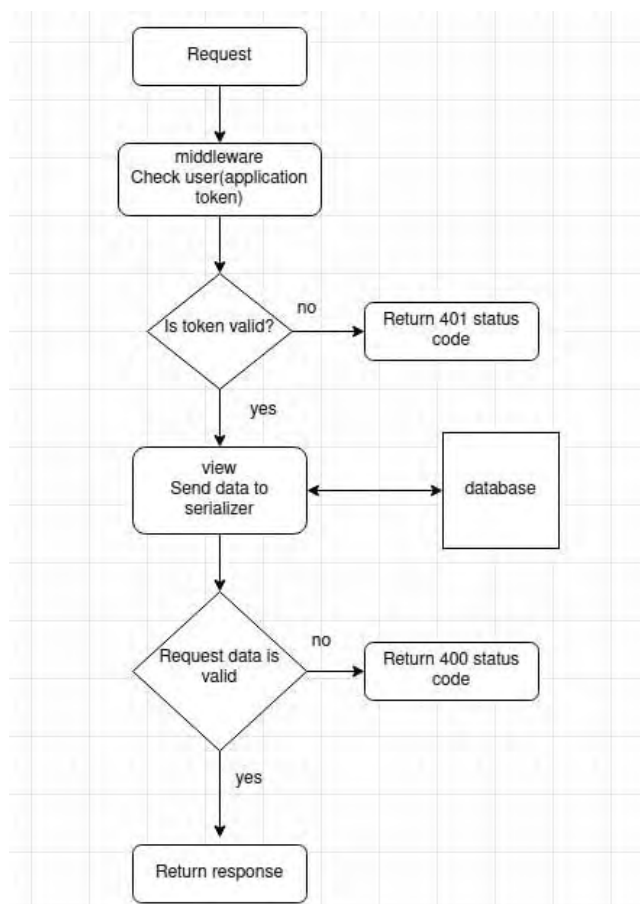 Request
middleware
Check user(application
token)
Is token valid?
no
Return 401 status
code
yes
view
Send data to
serializer
database
Request data is
valid
no
Return 400 status
code
yes
Return response